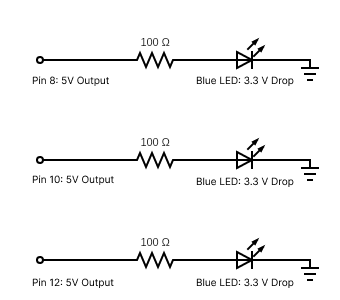 100 Ω
Pin 8: 5V Output
Blue LED: 3.3 V Drop
100 Ω
Pin 10: 5V Output
Blue LED: 3.3 V Drop
100 Ω
Pin 12: 5V Output
Blue LED: 3.3 V Drop